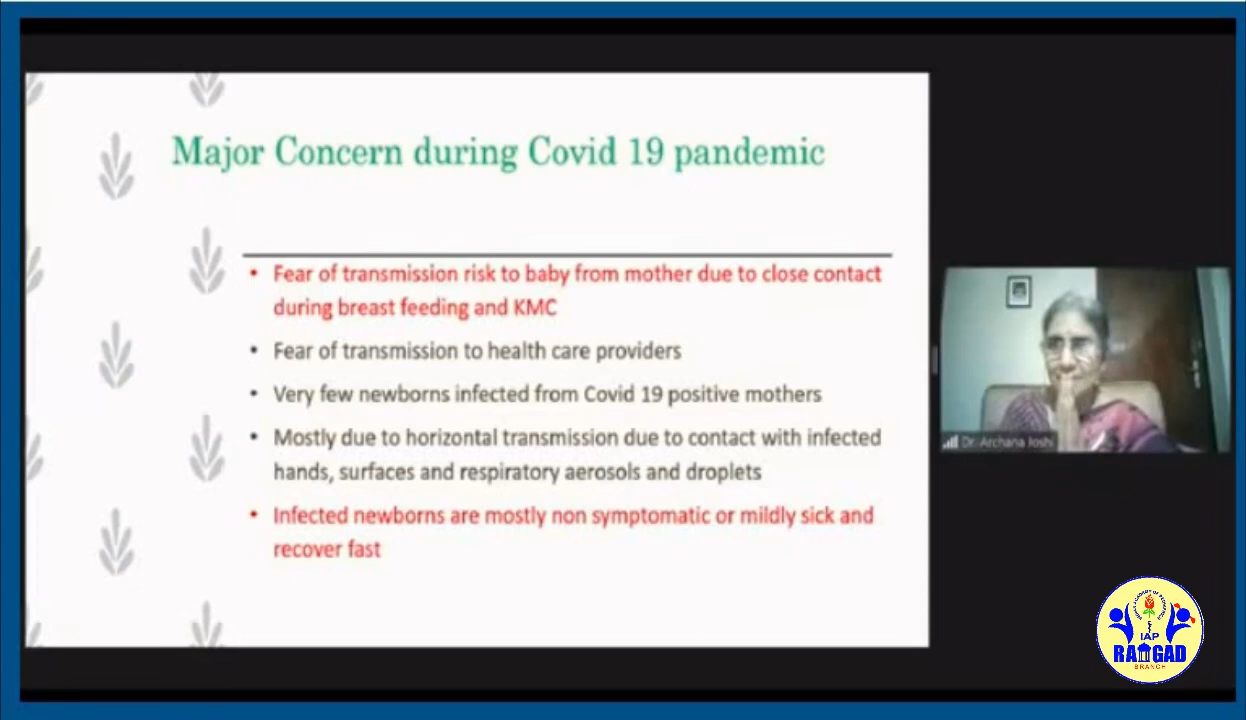 Major Concern during Covid 19 pandemic
• Fear of transmission risk to baby from mother due to close contact
during breast feeding and KMC
• Fear of transmission to health care providers
• Very few newborns infected from Covid 19 positive mothers
• Mostly due to horizontal transmission due to contact with infected
hands, surfaces and respiratory aerosols and droplets
• Infected newborns are mostly non symptomatic or mildly sick and
recover fast
Dr. Archana Joshi
IAP
RAIGAD
BRANCH